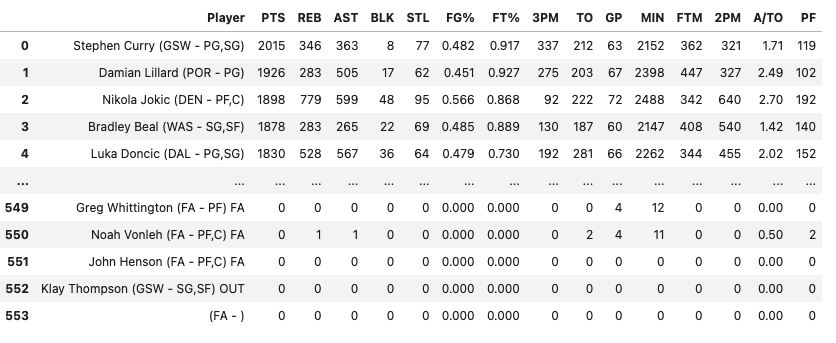 Player PTS REB AST BLK STL FG% FT% 3PM TO GP MIN FTM 2PM A/TO PF
0 Stephen Curry (GSW - PG,SG) 2015 346 363 8 77 0.482 0.917 337 212 63 2152 362 321 1.71 119
1 Damian Lillard (POR - PG) 1926 283 505 17 62 0.451 0.927 275 203 67 2398 447 327 2.49 102
2 Nikola Jokic (DEN - PF,C) 1898 779 599 48 95 0.566 0.868 92 222 72 2488 342 640 2.70 192
3 Bradley Beal (WAS - SG,SF) 1878 283 265 22 69 0.485 0.889 130 187 60 2147 408 540 1.42 140
4 Luka Doncic (DAL - PG,SG) 1830 528 567 36 64 0.479 0.730 192 281 66 2262 344 455 2.02 152
... ... ... ... ... ... ... ... ... ... ... ... ... ... ... ... ...
549 Greg Whittington (FA - PF) FA 0 0 0 0 0 0.000 0.000 0 0 4 12 0 0 0.00 0
550 Noah Vonleh (FA - PF,C) FA 0 1 1 0 0 0.000 0.000 0 2 4 11 0 0 0.50 2
551 John Henson (FA - PF,C) FA 0 0 0 0 0 0.000 0.000 0 0 0 0 0 0 0.00 0
552 Klay Thompson (GSW - SG,SF) OUT 0 0 0 0 0 0.000 0.000 0 0 0 0 0 0 0.00 0
553 (FA - ) 0 0 0 0 0 0.000 0.000 0 0 0 0 0 0 0.00 0